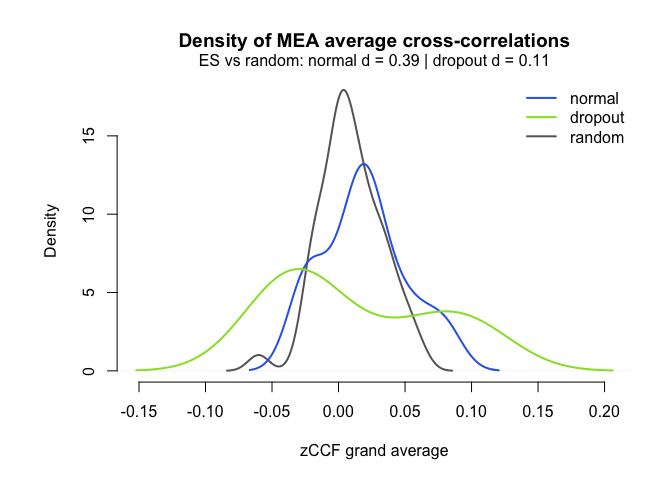 Density of MEA average cross-correlations
ES vs random: normal d = 0.39 | dropout d = 0.11
normal
dropout
random
Density
15
10
5
0
-0.15 -0.10 -0.05 0.00 0.05 0.10 0.15 0.20
zCCF grand average